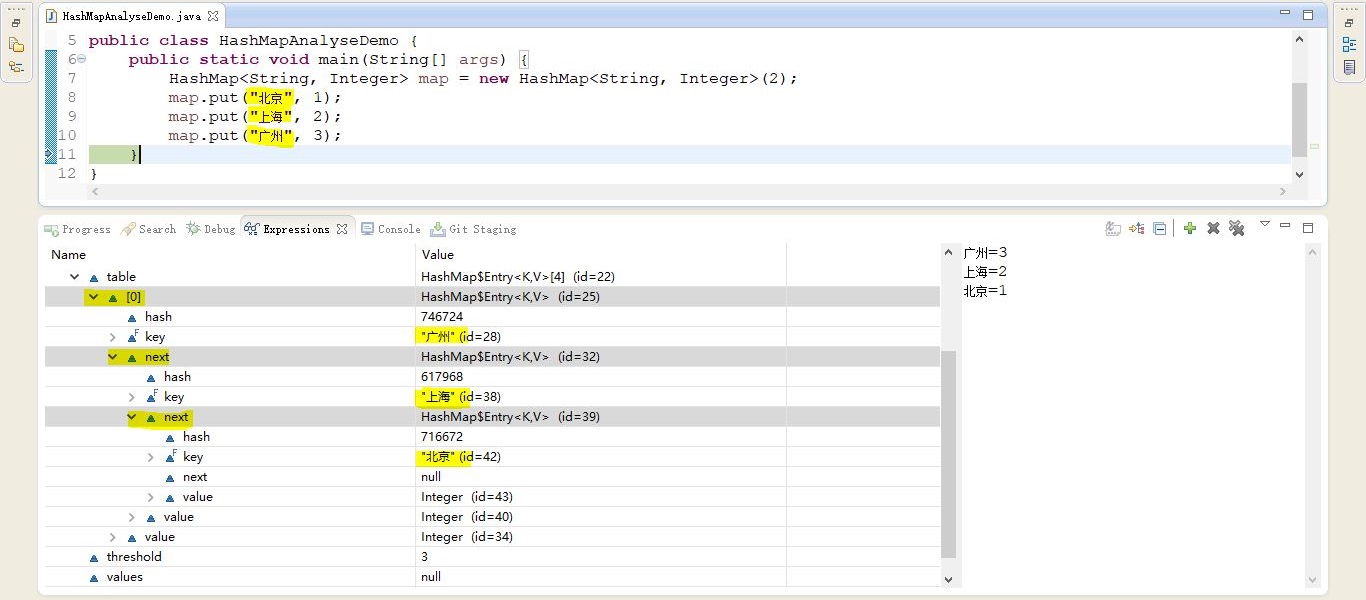 HashMapAnalyseDemo.java
5 public class HashMapAnalyseDemo {
6 public static void main(String[] args) {
7 HashMap<String, Integer> map = new HashMap<String, Integer>(2);
8 map.put("北京", 1);
9 map.put("上海", 2);
10 map.put("广州", 3);
11 }
12 }
Progress Search Debug Expressions Console Git Staging
Name Value
table HashMap$Entry<K,V>[4] (id=22)
[0] HashMap$Entry<K,V> (id=25)
hash 746724
key "广州" (id=28)
next HashMap$Entry<K,V> (id=32)
hash 617968
key "上海" (id=38)
next HashMap$Entry<K,V> (id=39)
hash 716672
key "北京" (id=42)
next null
value Integer (id=43)
value Integer (id=40)
value Integer (id=34)
threshold 3
values null
广州=3
上海=2
北京=1